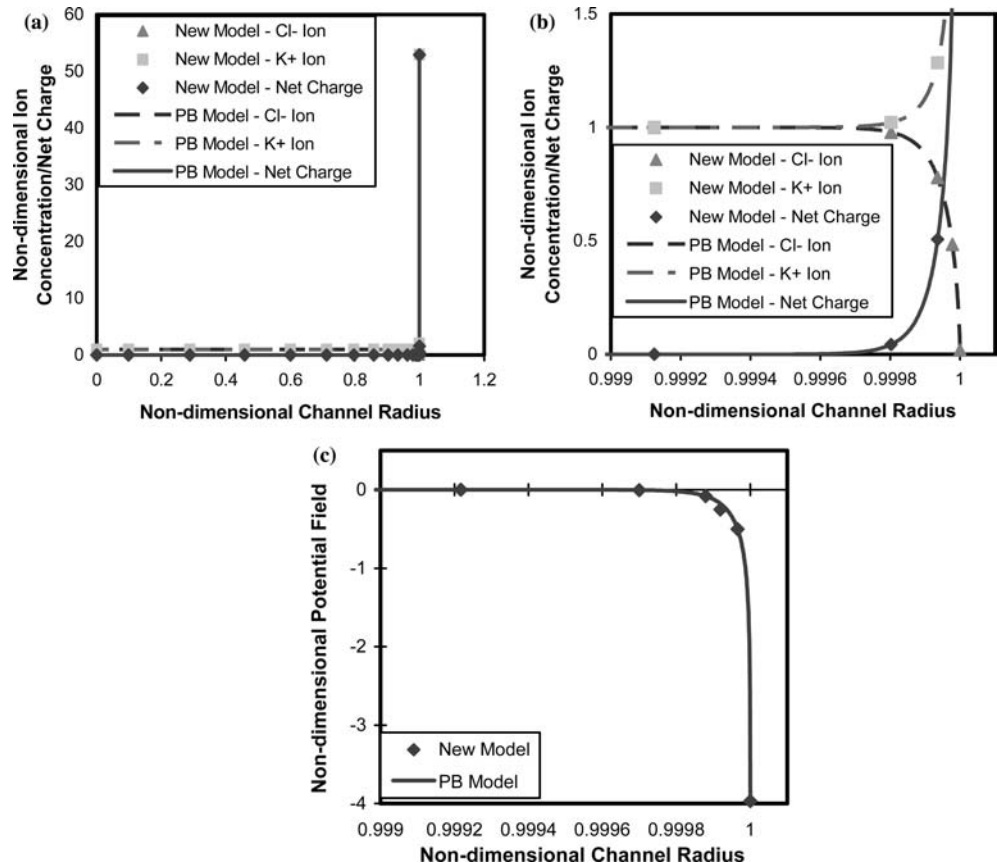 (a)
Non-dimensional Ion
Concentration/Net Charge
60
50
40
30
20
10
0
New Model - Cl- Ion
New Model - K+ Ion
New Model - Net Charge
PB Model - Cl- Ion
PB Model - K+ Ion
PB Model - Net Charge
0 0.2 0.4 0.6 0.8 1 1.2
Non-dimensional Channel Radius
(b)
Non-dimensional Ion
Concentration/Net Charge
1.5
1
0.5
0
New Model - Cl- Ion
New Model - K+ Ion
New Model - Net Charge
PB Model - Cl- Ion
PB Model - K+ Ion
PB Model - Net Charge
0.999 0.9992 0.9994 0.9996 0.9998 1
Non-dimensional Channel Radius
(c)
Non-dimensional Potential Field
0
-1
-2
-3
-4
New Model
PB Model
0.999 0.9992 0.9994 0.9996 0.9998 1
Non-dimensional Channel Radius